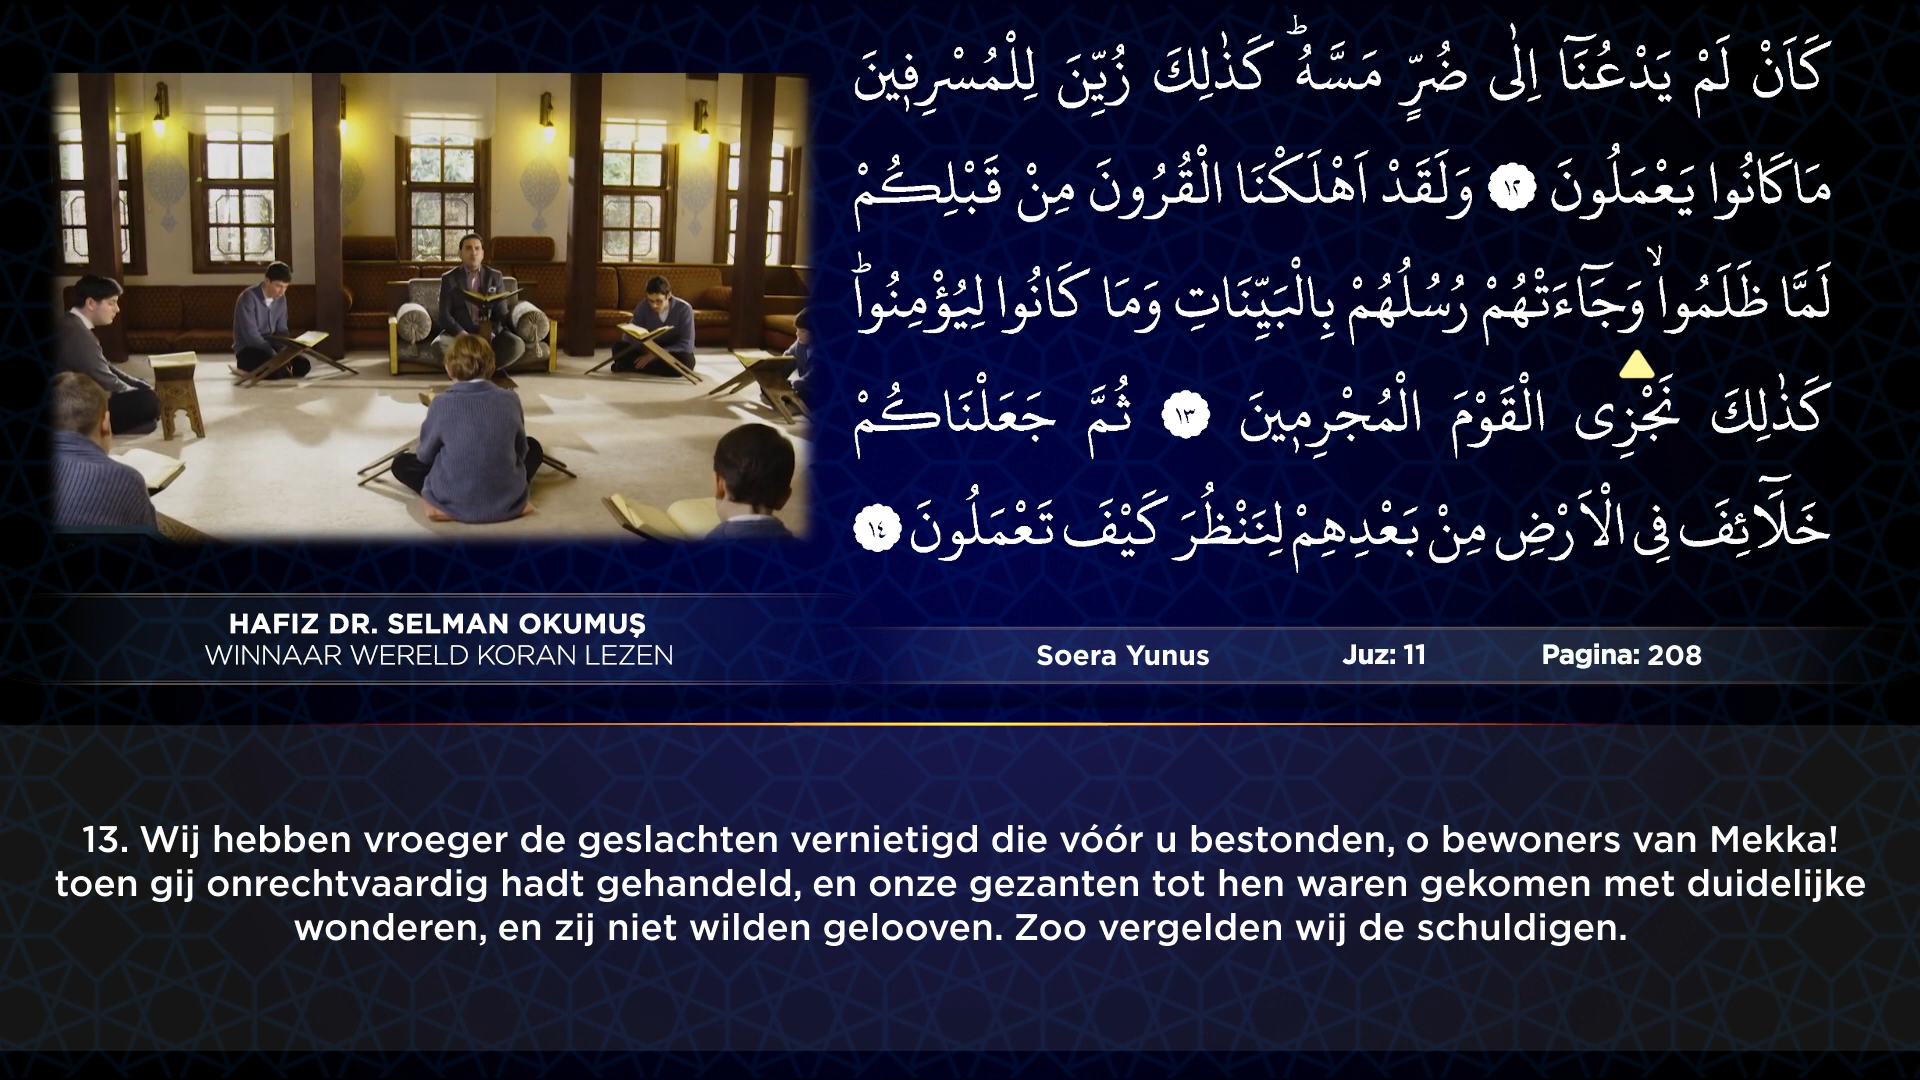 كَاَنْ لَمْ يَدْعُنَٓا اِلٰى ضُرٍّ مَسَّهُۜ كَذٰلِكَ زُيِّنَ لِلْمُسْرِف۪ينَ
مَاكَانُوا يَعْمَلُونَ ١٢ وَلَقَدْ اَهْلَكْنَا الْقُرُونَ مِنْ قَبْلِكُمْ
لَمَّا ظَلَمُواۙ وَجَٓاءَتْهُمْ رُسُلُهُمْ بِالْبَيِّنَاتِ وَمَا كَانُوا لِيُؤْمِنُواۜ
كَذٰلِكَ نَجْزِى الْقَوْمَ الْمُجْرِم۪ينَ ١٣ ثُمَّ جَعَلْنَاكُمْ
خَلَٓائِفَ فِى الْاَرْضِ مِنْ بَعْدِهِمْ لِنَنْظُرَ كَيْفَ تَعْمَلُونَ ١٤
HAFIZ DR. SELMAN OKUMUŞ
WINNAAR WERELD KORAN LEZEN
Soera Yunus Juz: 11 Pagina: 208
13. Wij hebben vroeger de geslachten vernietigd die vóór u bestonden, o bewoners van Mekka!
toen gij onrechtvaardig hadt gehandeld, en onze gezanten tot hen waren gekomen met duidelijke
wonderen, en zij niet wilden gelooven. Zoo vergelden wij de schuldigen.